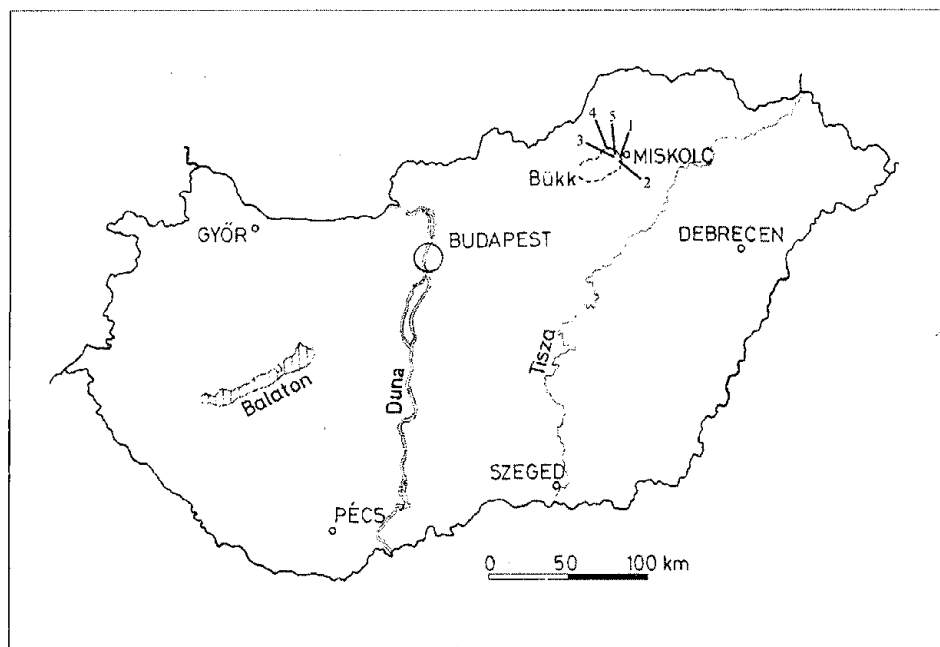 4 5 1
3
MISKOLC
Bükk
2
GYŐR
BUDAPEST
DEBRECEN
Tisza
Balaton
Duna
SZEGED
PÉCS
0 50 100 km